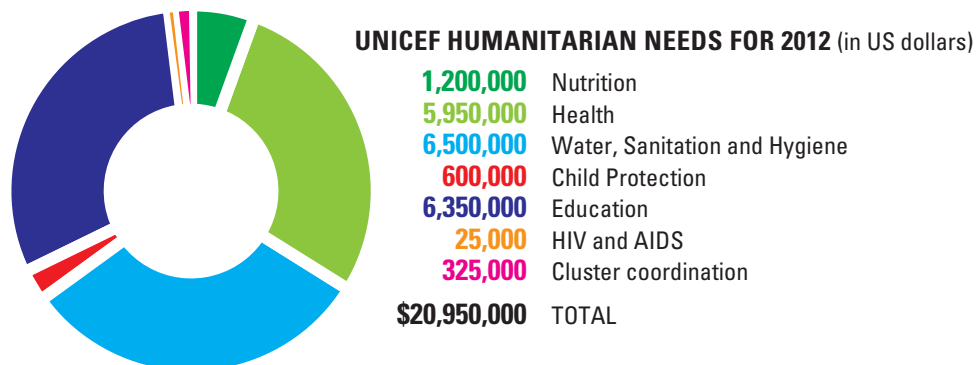 UNICEF HUMANITARIAN NEEDS FOR 2012 (in US dollars)
1,200,000 Nutrition
5,950,000 Health
6,500,000 Water, Sanitation and Hygiene
600,000 Child Protection
6,350,000 Education
25,000 HIV and AIDS
325,000 Cluster coordination
$20,950,000 TOTAL